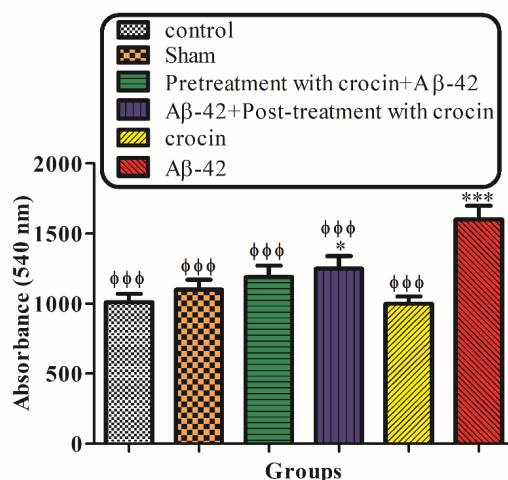 control
Sham
Pretreatment with crocin+Aβ-42
Aβ-42+Post-treatment with crocin
crocin
Aβ-42
Absorbance (540 nm)
2000
1500
1000
500
0
ϕϕϕ
ϕϕϕ
ϕϕϕ
ϕϕϕ
*
ϕϕϕ
***
Groups